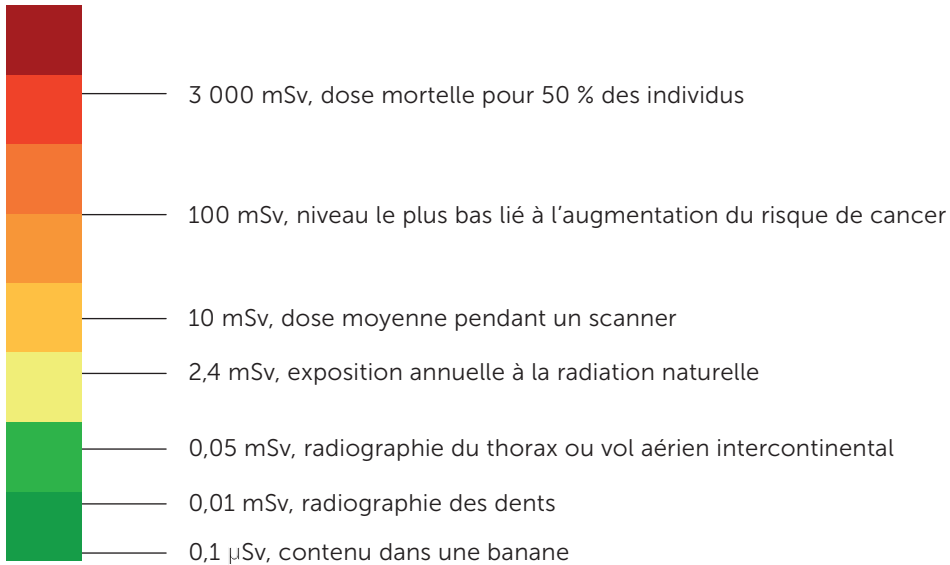 3 000 mSv, dose mortelle pour 50 % des individus
100 mSv, niveau le plus bas lié à l'augmentation du risque de cancer
10 mSv, dose moyenne pendant un scanner
2,4 mSv, exposition annuelle à la radiation naturelle
0,05 mSv, radiographie du thorax ou vol aérien intercontinental
0,01 mSv, radiographie des dents
0,1 µSv, contenu dans une banane